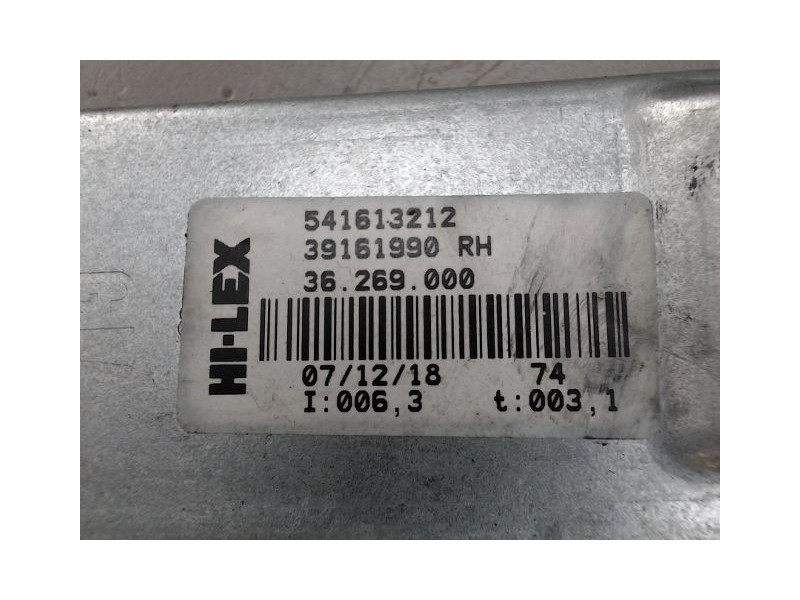 HI-LEX
541613212
39161990 RH
36.269.000
07/12/18 74
I:006,3 t:003,1